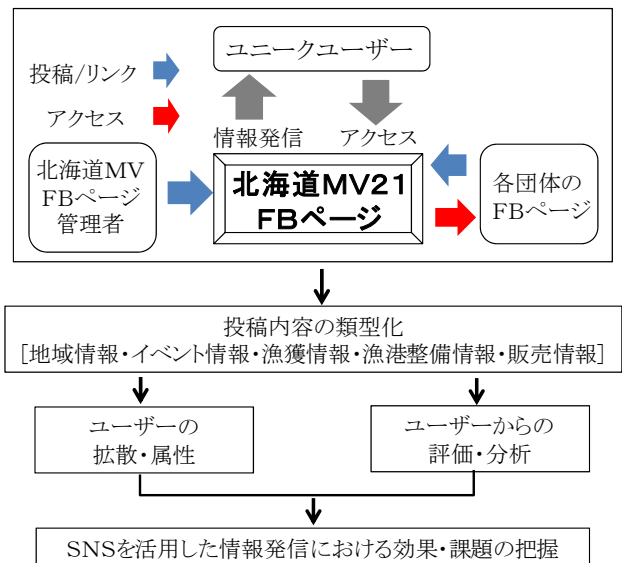 ユニークユーザー
投稿/リンク
アクセス
情報発信
アクセス
北海道MV
FBページ
管理者
北海道MV21
FBページ
各団体の
FBページ
投稿内容の類型化
[地域情報・イベント情報・漁獲情報・漁港整備情報・販売情報]
ユーザーの
拡散・属性
ユーザーからの
評価・分析
SNSを活用した情報発信における効果・課題の把握